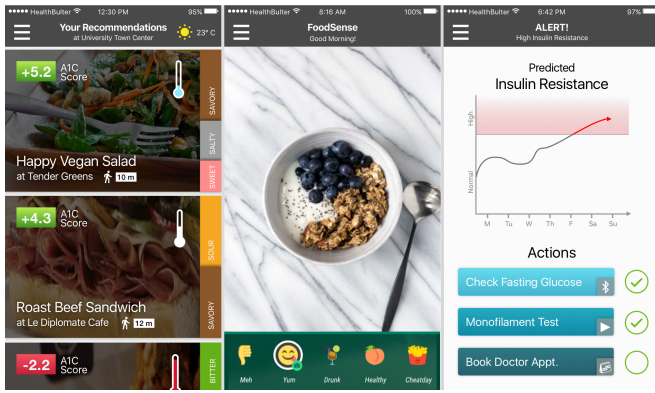 HealthBulter 12:30 PM 95%
Your Recommendations
at University Town Center
23° C
+5.2 A1C
Score
SAVORY
SALTY
SWEET
Happy Vegan Salad
at Tender Greens 10 m
+4.3 A1C
Score
SOUR
SAVORY
Roast Beef Sandwich
at Le Diplomate Cafe 12 m
-2.2 A1C
Score
BITTER
HealthBulter 8:16 AM 100%
FoodSense
Good Morning!
Meh Yum Drunk Healthy Cheatday
HealthBulter 6:42 PM 97%
ALERT!
High Insulin Resistance
Predicted
Insulin Resistance
High
Normal
M Tu W Th F Sa Su
Actions
Check Fasting Glucose
Monofilament Test
Book Doctor Appt.